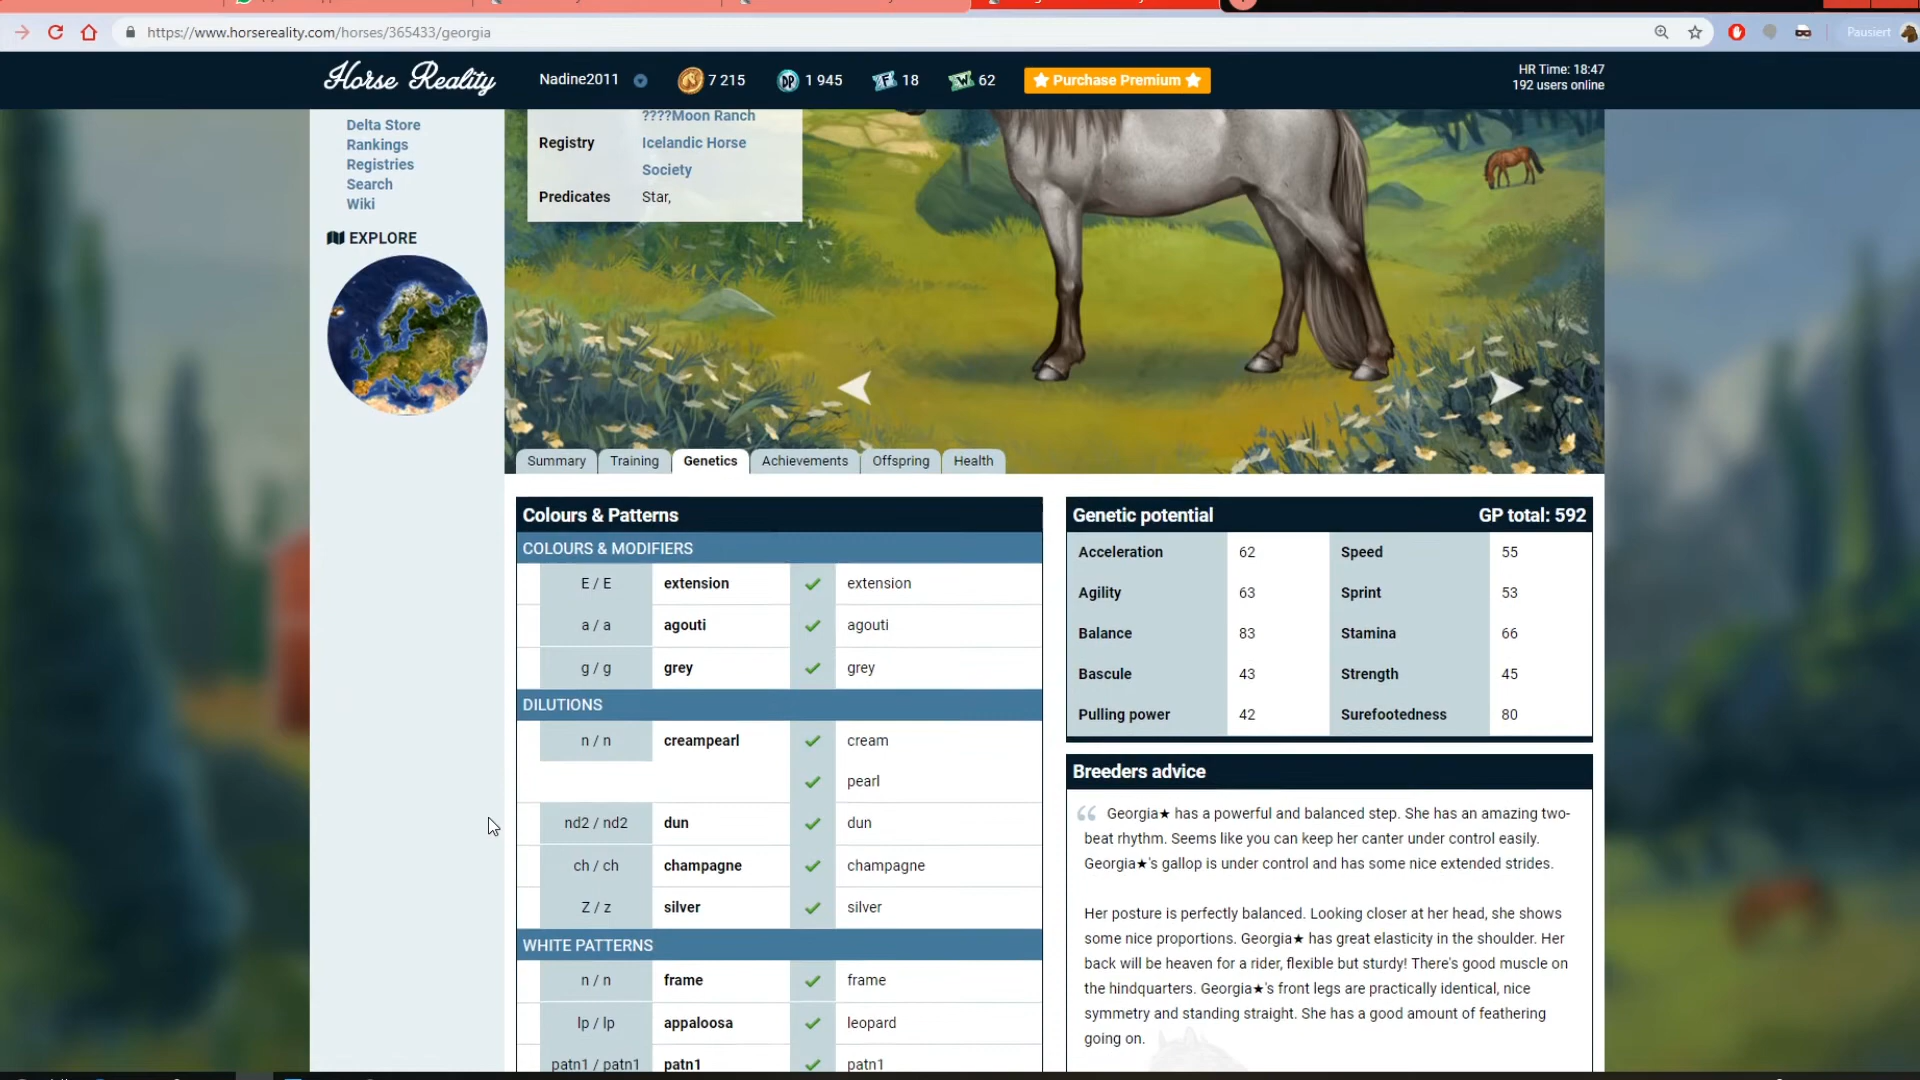 https://www.horsereality.com/horses/365433/georgia
Pausiert
Horse Reality
Nadine2011
7 215
1 945
18
62
Purchase Premium
HR Time: 18:47
192 users online
Delta Store
Rankings
Registries
Search
Wiki
EXPLORE
????Moon Ranch
Registry Icelandic Horse
Society
Predicates Star,
Summary Training Genetics Achievements Offspring Health
Colours & Patterns
COLOURS & MODIFIERS
E / E extension extension
a / a agouti agouti
g / g grey grey
DILUTIONS
n / n creampearl cream
pearl
nd2 / nd2 dun dun
ch / ch champagne champagne
Z / z silver silver
WHITE PATTERNS
n / n frame frame
lp / lp appaloosa leopard
patn1 / patn1 patn1 patn1
Genetic potential GP total: 592
Acceleration 62 Speed 55
Agility 63 Sprint 53
Balance 83 Stamina 66
Bascule 43 Strength 45
Pulling power 42 Surefootedness 80
Breeders advice
“ Georgia★ has a powerful and balanced step. She has an amazing two-
beat rhythm. Seems like you can keep her canter under control easily.
Georgia★'s gallop is under control and has some nice extended strides.
Her posture is perfectly balanced. Looking closer at her head, she shows
some nice proportions. Georgia★ has great elasticity in the shoulder. Her
back will be heaven for a rider, flexible but sturdy! There's good muscle on
the hindquarters. Georgia★'s front legs are practically identical, nice
symmetry and standing straight. She has a good amount of feathering
going on.